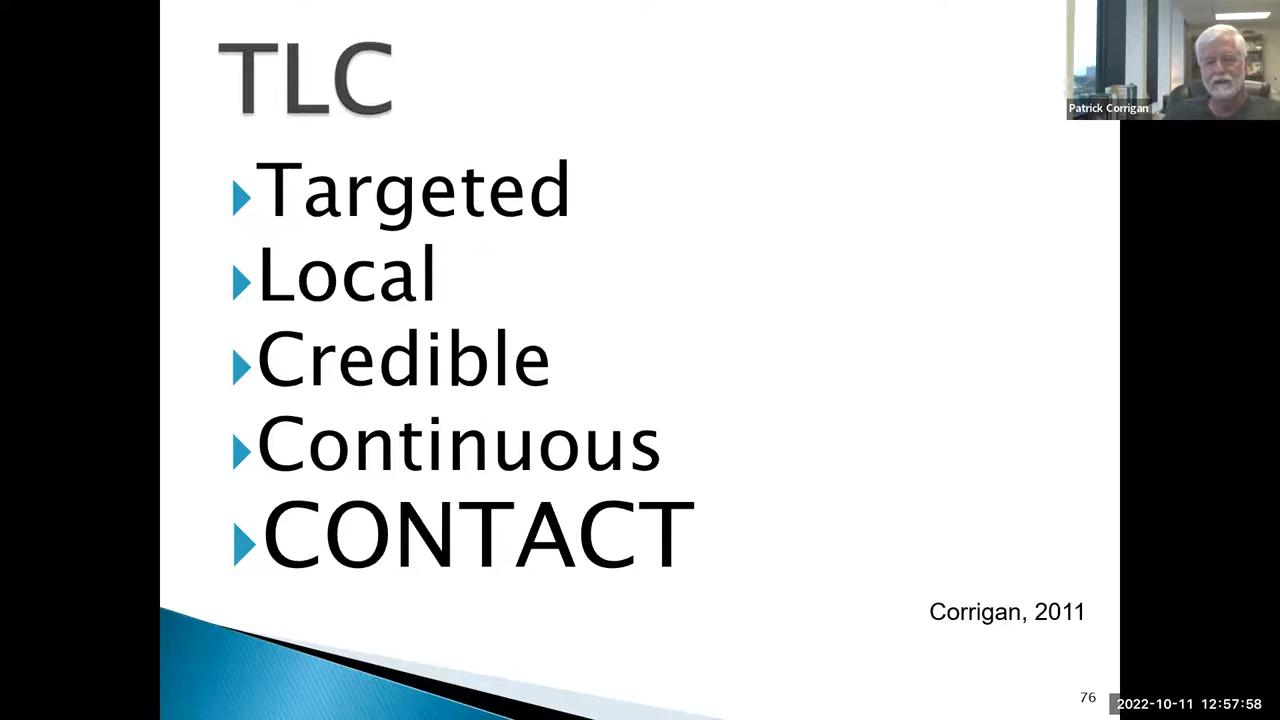 TLC
Targeted
Local
Credible
Continuous
CONTACT
Corrigan, 2011
76
Patrick Corrigan
2022-10-11 12:57:58